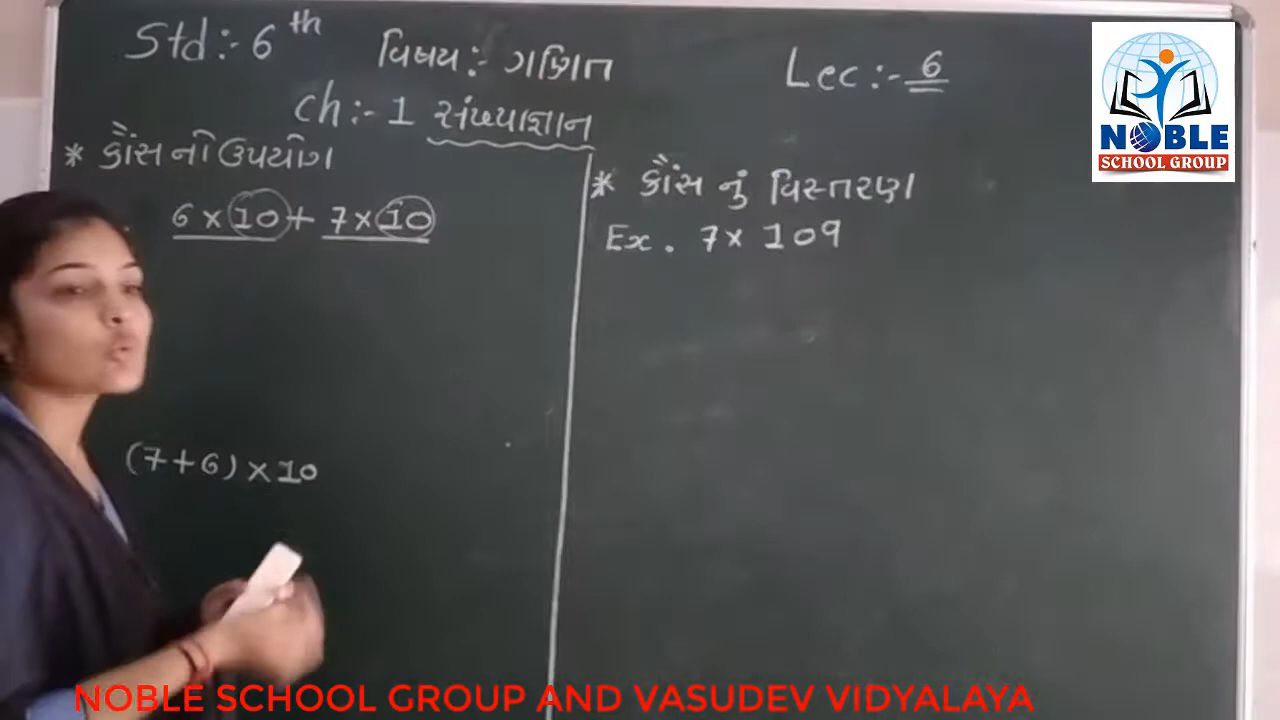 Std:- 6th
વિષય:- ગણિત
Lec:- 6
Ch:- 1 સંખ્યાજ્ઞાન
* કૌંસ નો ઉપયોગ
6 × 10 + 7 × 10
(7+6) × 10
* કૌંસ નું વિસ્તરણ
Ex. 7 × 109
NOBLE
SCHOOL GROUP
NOBLE SCHOOL GROUP AND VASUDEV VIDYALAYA